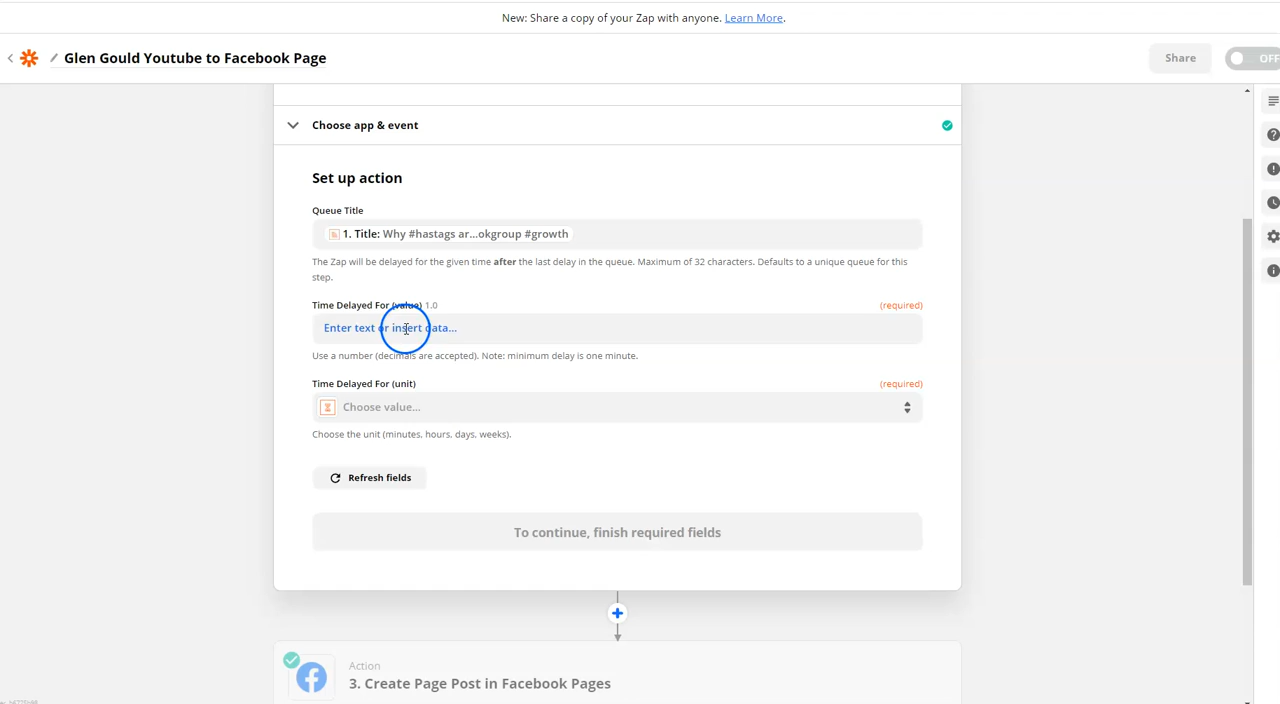 New: Share a copy of your Zap with anyone. Learn More.
Glen Gould Youtube to Facebook Page
Share
OFF
Choose app & event
Set up action
Queue Title
1. Title: Why #hastags ar...okgroup #growth
The Zap will be delayed for the given time after the last delay in the queue. Maximum of 32 characters. Defaults to a unique queue for this
step.
Time Delayed For (value) 1.0 (required)
Enter text or insert data...
Use a number (decimals are accepted). Note: minimum delay is one minute.
Time Delayed For (unit) (required)
Choose value...
Choose the unit (minutes, hours, days, weeks).
Refresh fields
To continue, finish required fields
Action
3. Create Page Post in Facebook Pages